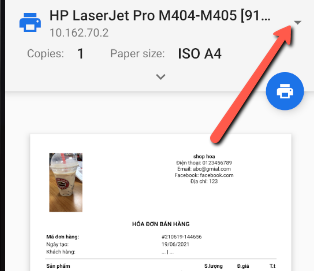 HP LaserJet Pro M404-M405 [91...
10.162.70.2
Copies: 1 Paper size: ISO A4
shop hoa
Điện thoại: 0123456789
Email: abc@gmail.com
Facebook: facebook.com
Địa chỉ: 123
HÓA ĐƠN BÁN HÀNG
Mã đơn hàng: #210619-144656
Ngày tạo: 19/06/2021
Khách hàng: ... | ...
Sản phẩm S.lượng Đ.giá T.t